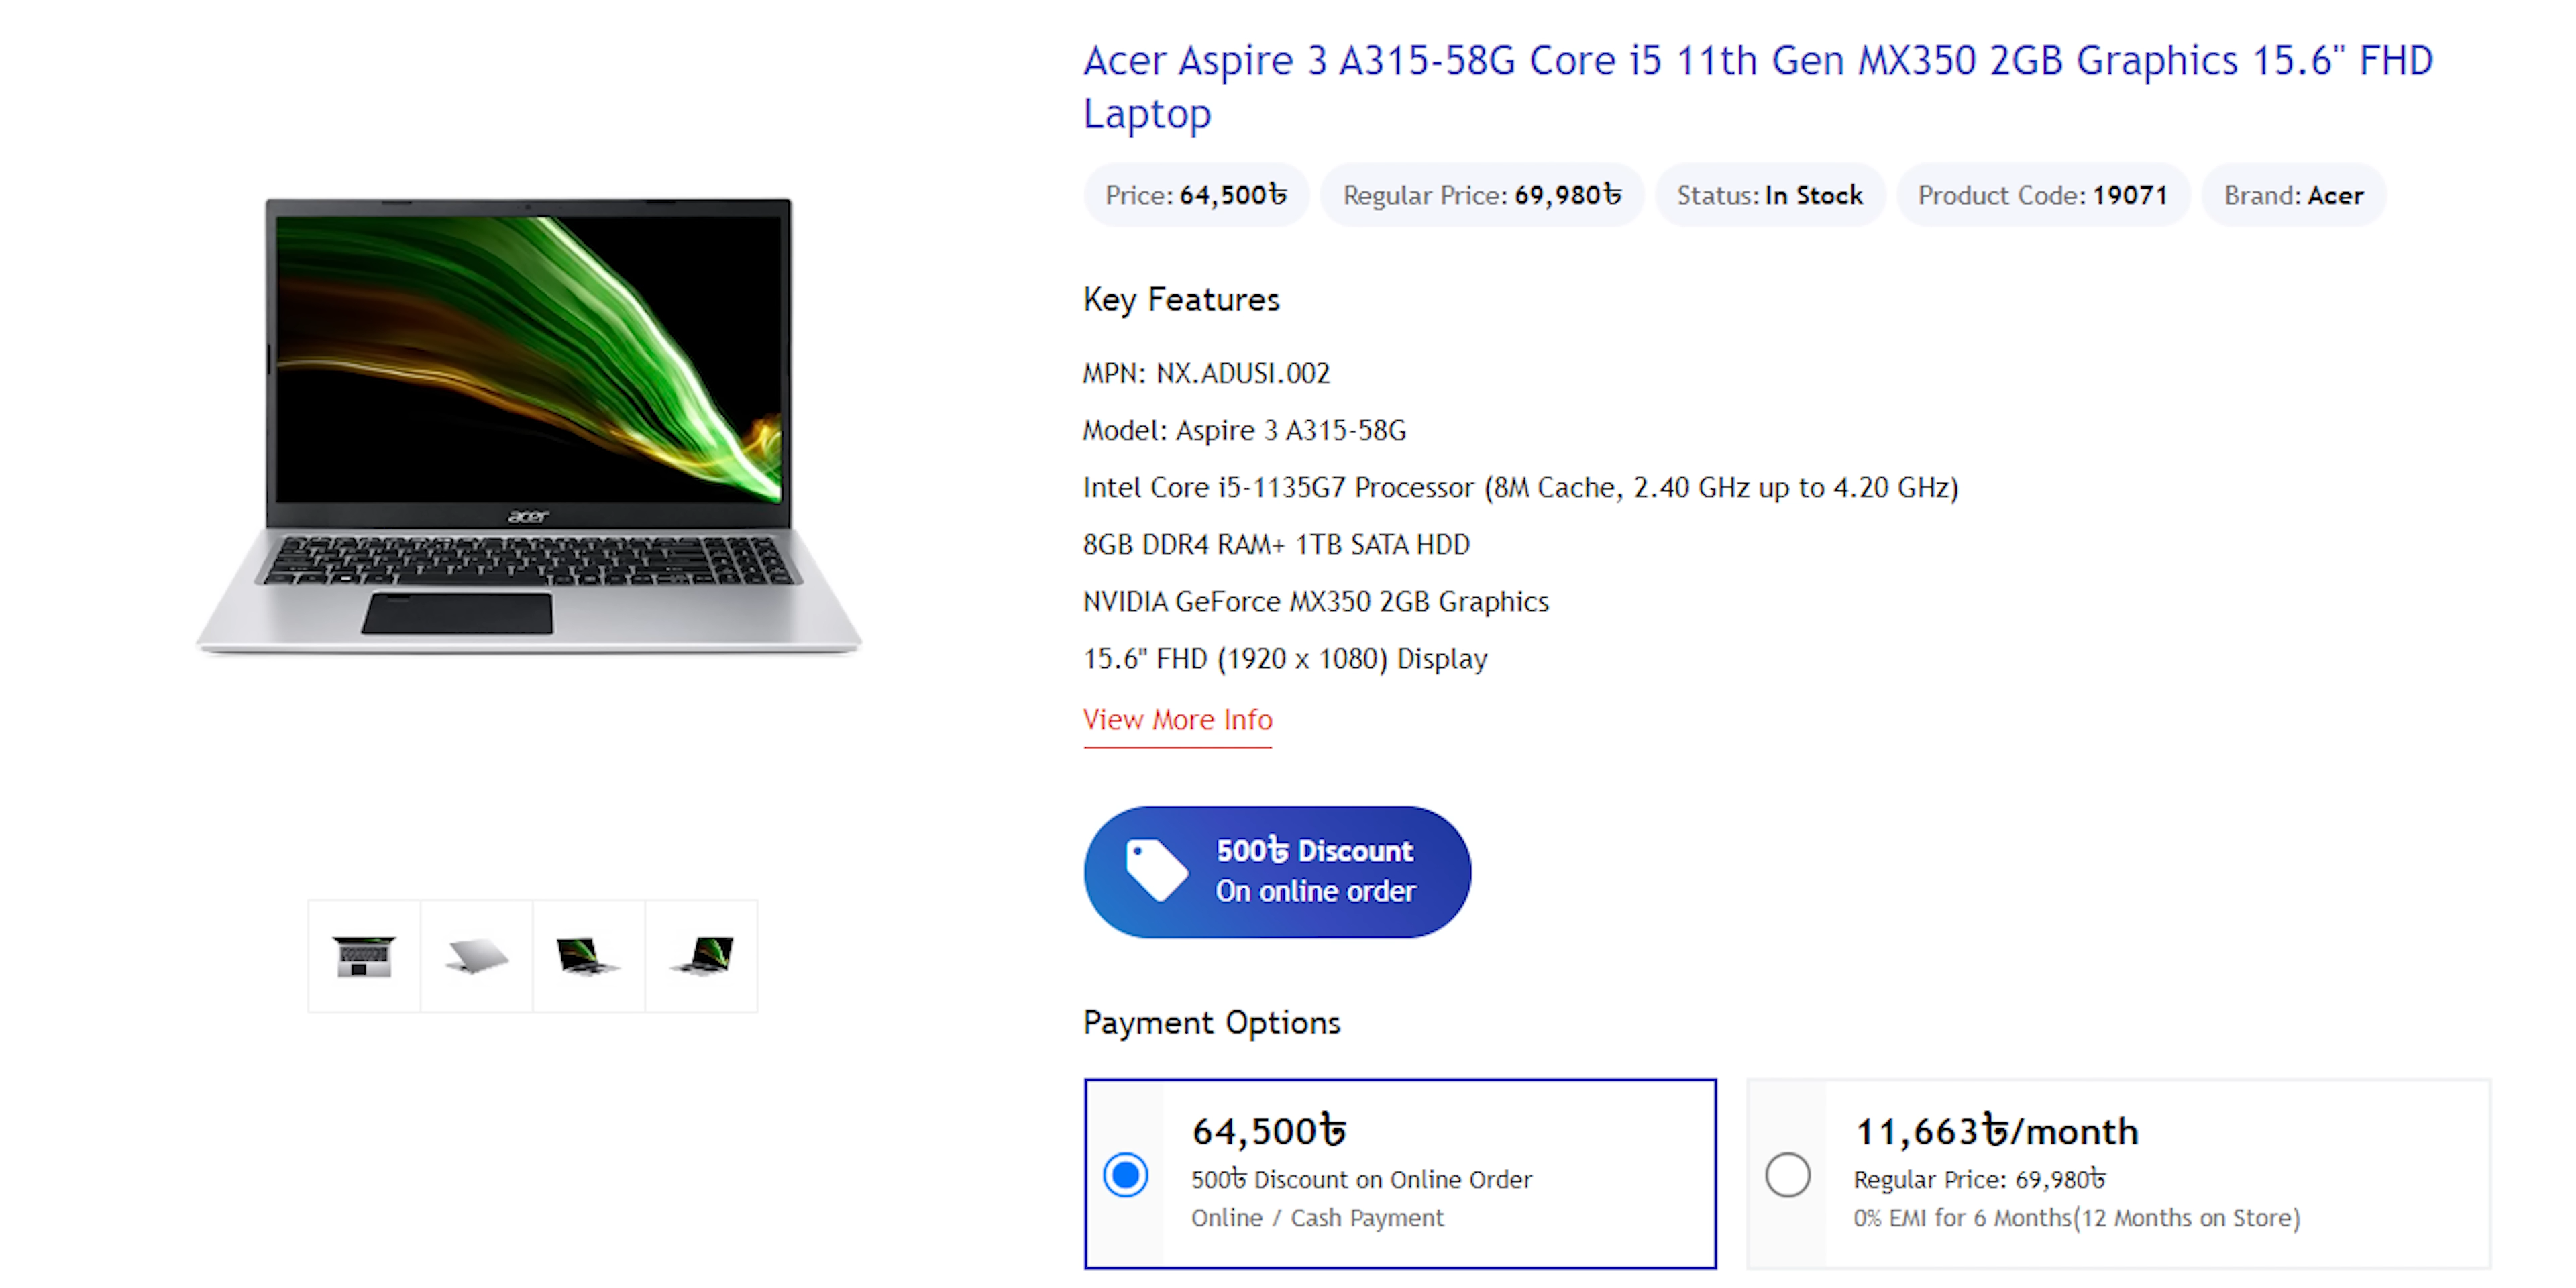 Acer Aspire 3 A315-58G Core i5 11th Gen MX350 2GB Graphics 15.6" FHD
Laptop
Price: 64,500৳ Regular Price: 69,980৳ Status: In Stock Product Code: 19071 Brand: Acer
Key Features
MPN: NX.ADUSI.002
Model: Aspire 3 A315-58G
Intel Core i5-1135G7 Processor (8M Cache, 2.40 GHz up to 4.20 GHz)
8GB DDR4 RAM+ 1TB SATA HDD
NVIDIA GeForce MX350 2GB Graphics
15.6" FHD (1920 x 1080) Display
View More Info
acer
500৳ Discount
On online order
Payment Options
64,500৳
500৳ Discount on Online Order
Online / Cash Payment
11,663৳/month
Regular Price: 69,980৳
0% EMI for 6 Months(12 Months on Store)